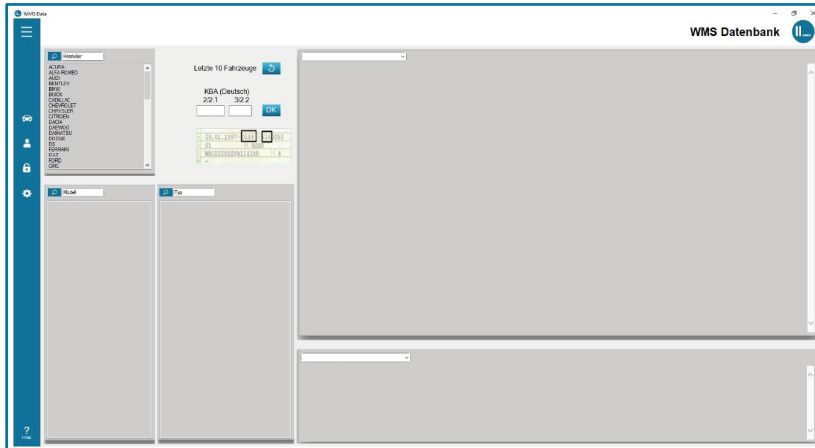 WMS Data
WMS Datenbank
Hersteller
ACURA
ALFA ROMEO
AUDI
BENTLEY
BMW
BUICK
CADILLAC
CHEVROLET
CHRYSLER
CITROEN
DACIA
DAEWOO
DAIHATSU
DODGE
DS
FERRARI
FIAT
FORD
GMC
Letzte 10 Fahrzeuge
KBA (Deutsch)
2/2.1 3/2.2
OK
Modell
Typ
? Help